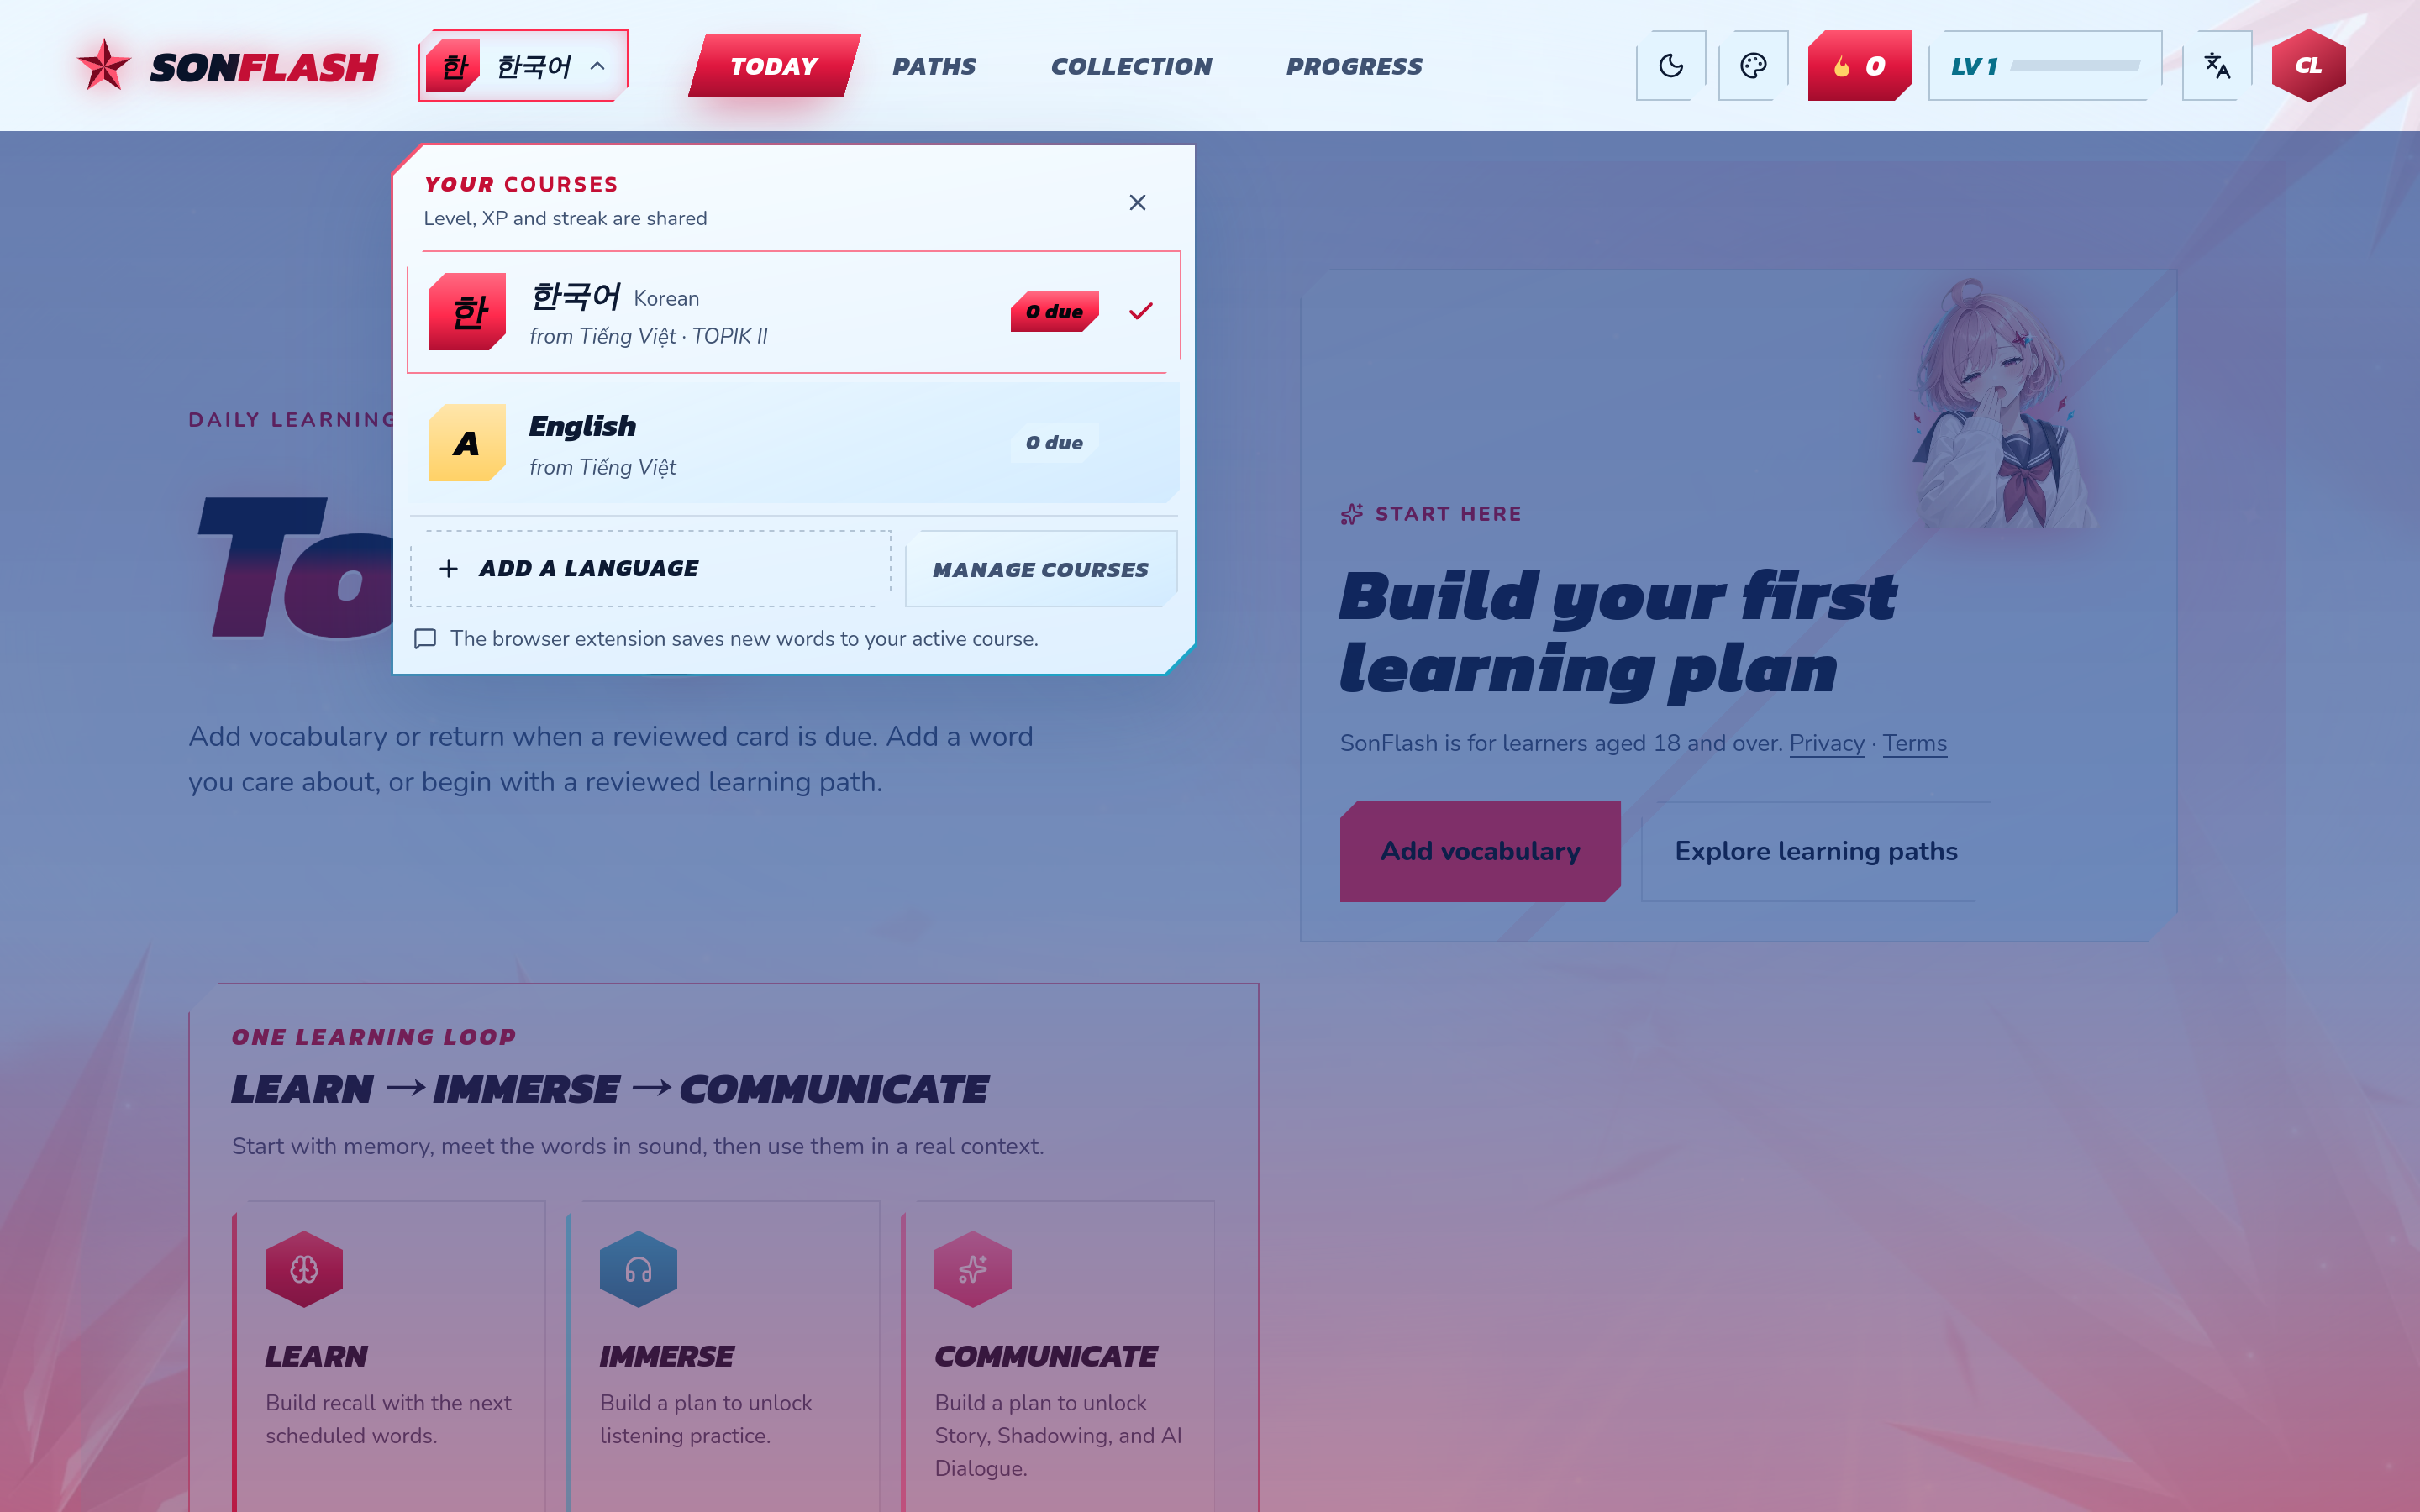 SONFLASH
한 한국어
TODAY
PATHS
COLLECTION
PROGRESS
0
LV 1
CL
YOUR COURSES
Level, XP and streak are shared
한
한국어 Korean
from Tiếng Việt · TOPIK II
0 due
A
English
from Tiếng Việt
0 due
ADD A LANGUAGE
MANAGE COURSES
The browser extension saves new words to your active course.
DAILY LEARNING
To
Add vocabulary or return when a reviewed card is due. Add a word
you care about, or begin with a reviewed learning path.
START HERE
Build your first
learning plan
SonFlash is for learners aged 18 and over. Privacy · Terms
Add vocabulary
Explore learning paths
ONE LEARNING LOOP
LEARN → IMMERSE → COMMUNICATE
Start with memory, meet the words in sound, then use them in a real context.
LEARN
Build recall with the next
scheduled words.
IMMERSE
Build a plan to unlock
listening practice.
COMMUNICATE
Build a plan to unlock
Story, Shadowing, and AI
Dialogue.